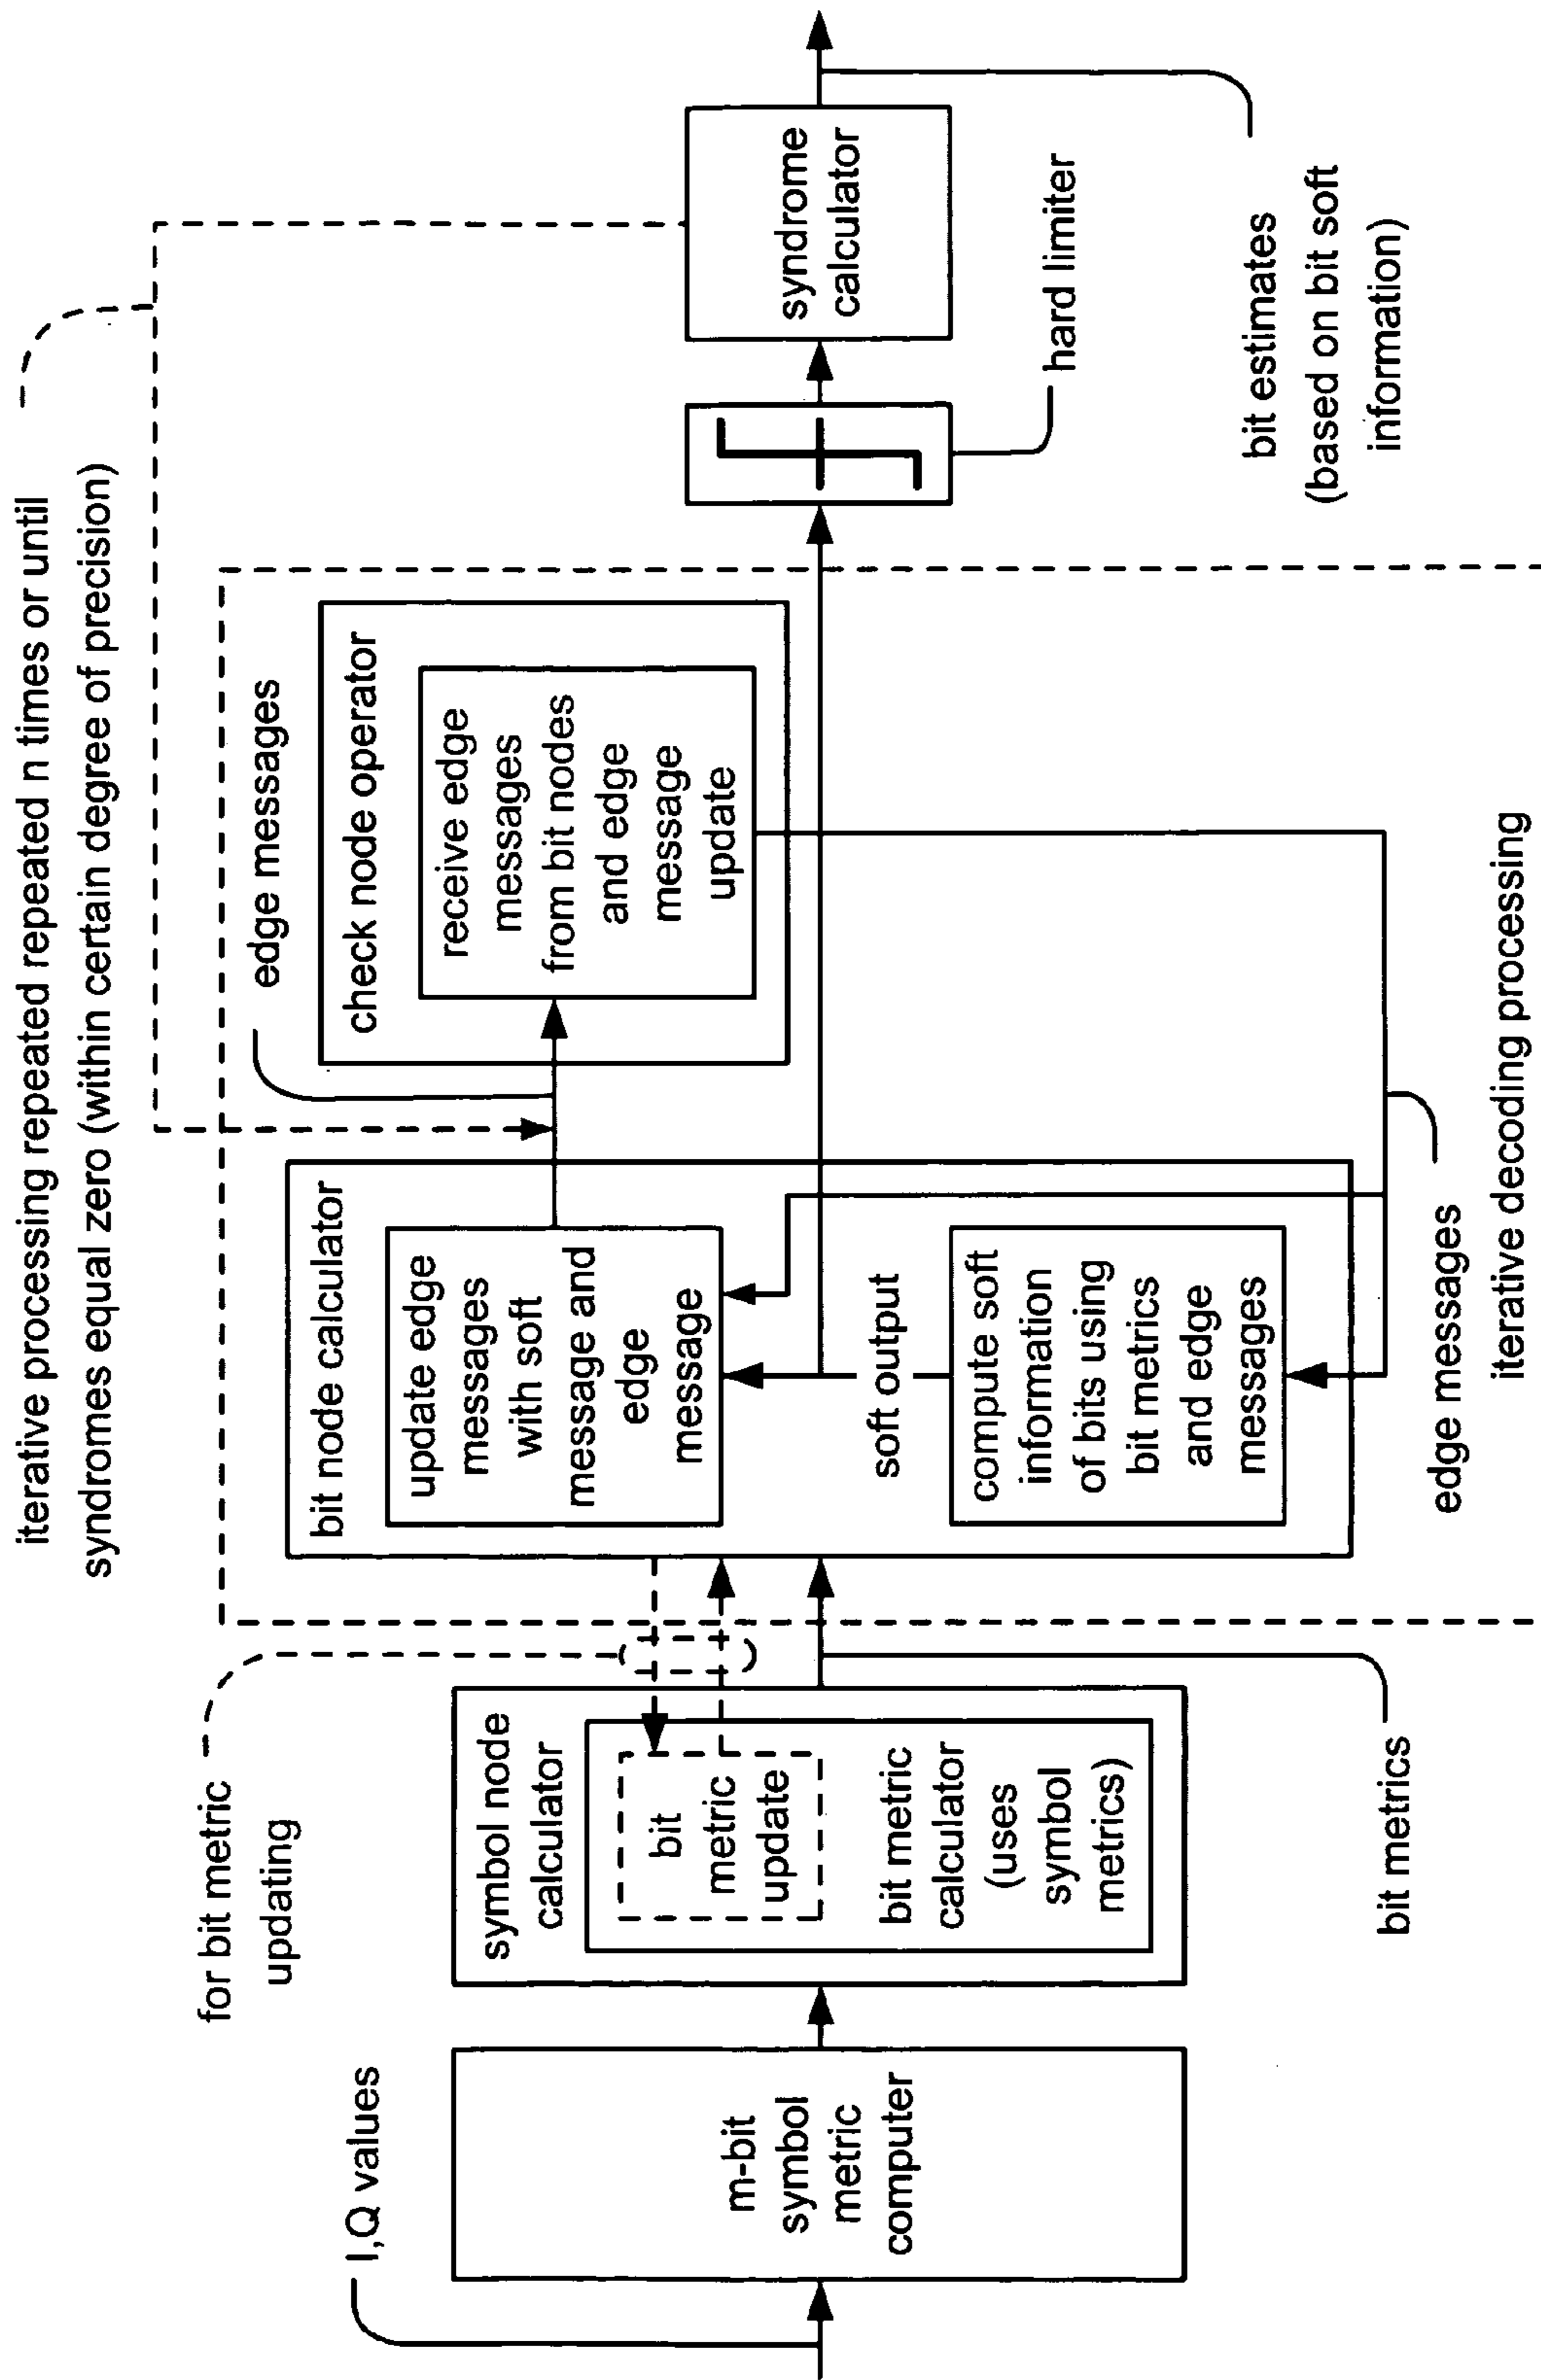 iterative processing repeated repeated n times or until
syndromes equal zero (within certain degree of precision)
for bit metric
updating
I,Q values
m-bit
symbol
metric
computer
symbol node
calculator
bit
metric
update
bit metric
calculator
(uses
symbol
metrics)
bit metrics
bit node calculator
update edge
messages
with soft
message and
edge
message
soft output
compute soft
information
of bits using
bit metrics
and edge
messages
edge messages
check node operator
receive edge
messages
from bit nodes
and edge
message
update
edge messages
iterative decoding processing
hard limiter
syndrome
calculator
bit estimates
(based on bit soft
information)